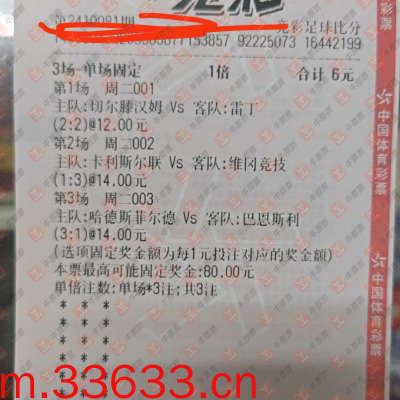 竞彩足球比分
92225073 16442199
3场-单场固定 1倍 合计 6元
第1场 周二001
主队:切尔滕汉姆 Vs 客队:雷丁
(2:2)@12.00元
第2场 周二002
主队:卡利斯尔联 Vs 客队:维冈竞技
(1:3)@14.00元
第3场 周二003
主队:哈德斯菲尔德 Vs 客队:巴恩斯利
(3:1)@14.00元
(选项固定奖金额为每1元投注对应的奖金额)
本票最高可能固定奖金:80.00元
单倍注数:单场*3注;共3注
* * *
* * *
* * *
* * *
* * *
* * *
中国体育彩票
中国体育彩票
m.33633.cn